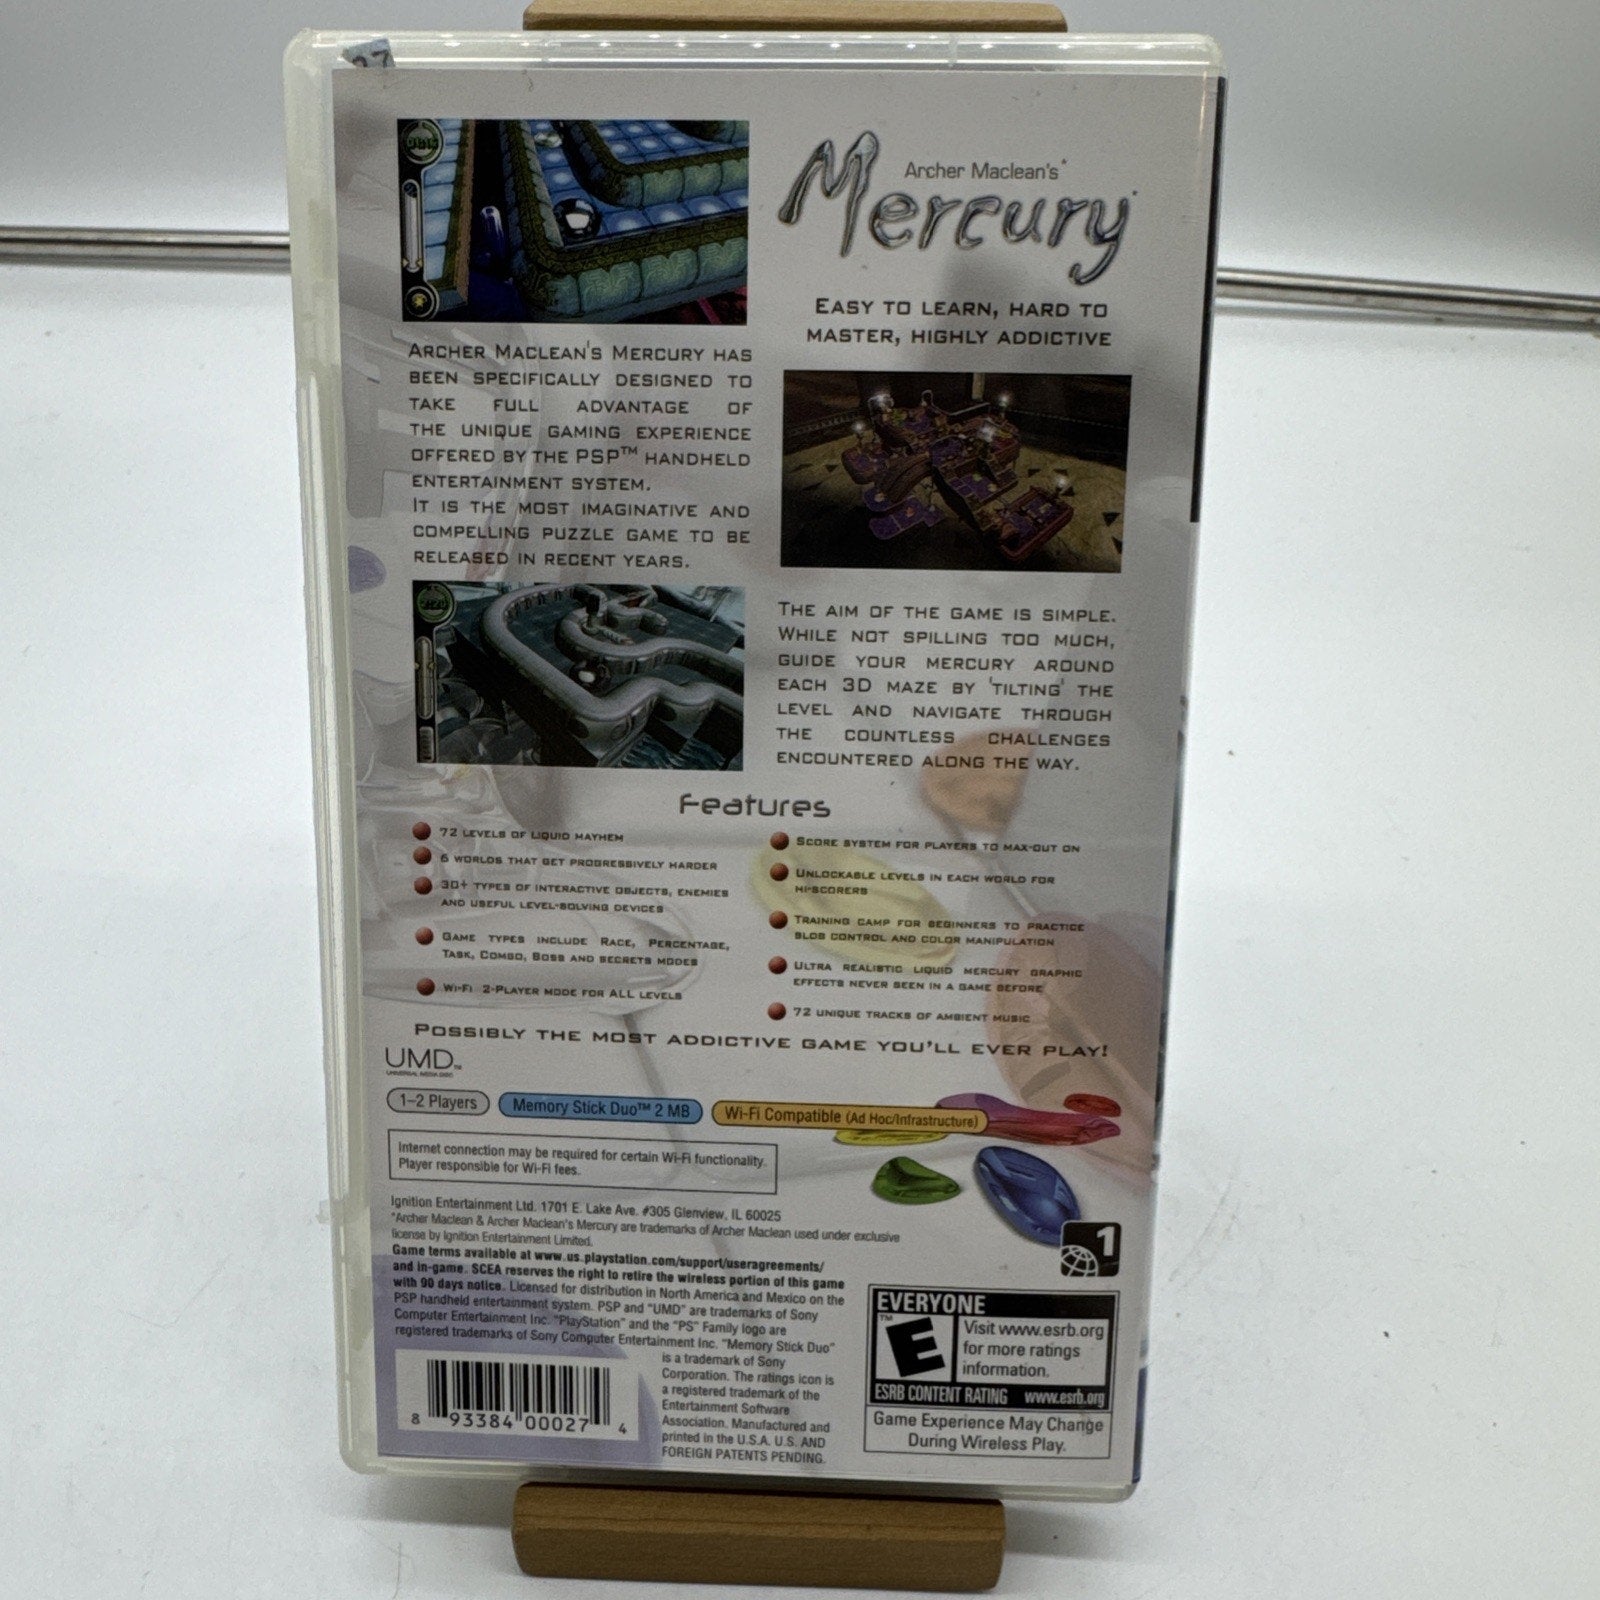 27
Archer Maclean's*
Mercury
EASY TO LEARN, HARD TO
MASTER, HIGHLY ADDICTIVE
ARCHER MACLEAN'S MERCURY HAS
BEEN SPECIFICALLY DESIGNED TO
TAKE FULL ADVANTAGE OF
THE UNIQUE GAMING EXPERIENCE
OFFERED BY THE PSP™ HANDHELD
ENTERTAINMENT SYSTEM.
IT IS THE MOST IMAGINATIVE AND
COMPELLING PUZZLE GAME TO BE
RELEASED IN RECENT YEARS.
THE AIM OF THE GAME IS SIMPLE.
WHILE NOT SPILLING TOO MUCH,
GUIDE YOUR MERCURY AROUND
EACH 3D MAZE BY 'TILTING' THE
LEVEL AND NAVIGATE THROUGH
THE COUNTLESS CHALLENGES
ENCOUNTERED ALONG THE WAY.
Features
72 LEVELS OF LIQUID MAYHEM
6 WORLDS THAT GET PROGRESSIVELY HARDER
30+ TYPES OF INTERACTIVE OBJECTS, ENEMIES
AND USEFUL LEVEL-SOLVING DEVICES
GAME TYPES INCLUDE RACE, PERCENTAGE,
TASK, COMBO, BOSS AND SECRETS MODES
WI-FI 2-PLAYER MODE FOR ALL LEVELS
SCORE SYSTEM FOR PLAYERS TO MAX-OUT ON
UNLOCKABLE LEVELS IN EACH WORLD FOR
HI-SCORERS
TRAINING CAMP FOR BEGINNERS TO PRACTICE
BLOB CONTROL AND COLOR MANIPULATION
ULTRA REALISTIC LIQUID MERCURY GRAPHIC
EFFECTS NEVER SEEN IN A GAME BEFORE
72 UNIQUE TRACKS OF AMBIENT MUSIC
POSSIBLY THE MOST ADDICTIVE GAME YOU'LL EVER PLAY!
UMD™
UNIVERSAL MEDIA DISC
1–2 Players
Memory Stick Duo™ 2 MB
Wi-Fi Compatible (Ad Hoc/Infrastructure)
Internet connection may be required for certain Wi-Fi functionality.
Player responsible for Wi-Fi fees.
Ignition Entertainment Ltd. 1701 E. Lake Ave. #305 Glenview, IL 60025
*Archer Maclean & Archer Maclean's Mercury are trademarks of Archer Maclean used under exclusive
license by Ignition Entertainment Limited.
Game terms available at www.us.playstation.com/support/useragreements/
and in-game. SCEA reserves the right to retire the wireless portion of this game
with 90 days notice. Licensed for distribution in North America and Mexico on the
PSP handheld entertainment system. PSP and "UMD" are trademarks of Sony
Computer Entertainment Inc. "PlayStation" and the "PS" Family logo are
registered trademarks of Sony Computer Entertainment Inc. "Memory Stick Duo"
is a trademark of Sony
Corporation. The ratings icon is
a registered trademark of the
Entertainment Software
Association. Manufactured and
printed in the U.S.A. U.S. AND
FOREIGN PATENTS PENDING.
8 93384 00027 4
1
EVERYONE
E™
Visit www.esrb.org
for more ratings
information.
ESRB CONTENT RATING www.esrb.org
Game Experience May Change
During Wireless Play.